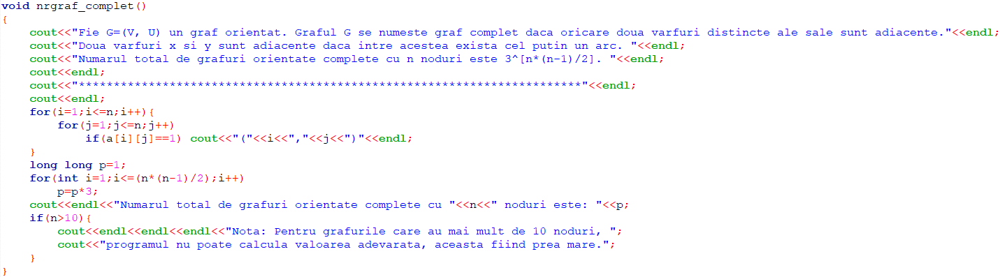 void nrgraf_complet()
{
    cout<<"Fie G=(V, U) un graf orientat. Graful G se numeste graf complet daca oricare doua varfuri distincte ale sale sunt adiacente."<<endl;
    cout<<"Doua varfuri x si y sunt adiacente daca intre acestea exista cel putin un arc. "<<endl;
    cout<<"Numarul total de grafuri orientate complete cu n noduri este 3^[n*(n-1)/2]. "<<endl;
    cout<<endl;
    cout<<"************************************************************************"<<endl;
    cout<<endl;
    for(i=1;i<=n;i++){
        for(j=1;j<=n;j++)
            if(a[i][j]==1) cout<<"("<<i<<","<<j<<")"<<endl;
    }
    long long p=1;
    for(int i=1;i<=(n*(n-1)/2);i++)
        p=p*3;
    cout<<endl<<"Numarul total de grafuri orientate complete cu "<<n<<" noduri este: "<<p;
    if(n>10){
        cout<<endl<<endl<<endl<<"Nota: Pentru grafurile care au mai mult de 10 noduri, ";
        cout<<"programul nu poate calcula valoarea adevarata, aceasta fiind prea mare.";
    }
}